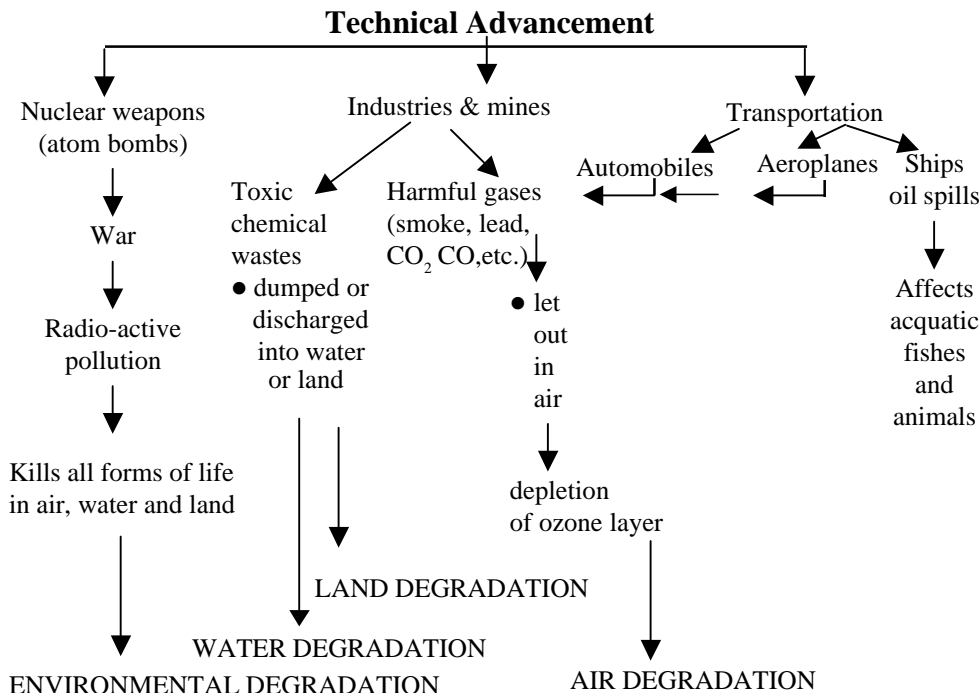 Technical Advancement
Nuclear weapons
(atom bombs)
War
Radio-active
pollution
Kills all forms of life
in air, water and land
ENVIRONMENTAL DEGRADATION
Industries & mines
Toxic
chemical
wastes
● dumped or
discharged
into water
or land
WATER DEGRADATION
LAND DEGRADATION
Harmful gases
(smoke, lead,
CO₂ CO,etc.)
● let
out
in
air
depletion
of ozone layer
AIR DEGRADATION
Transportation
Automobiles
Aeroplanes
Ships
oil spills
Affects
acquatic
fishes
and
animals